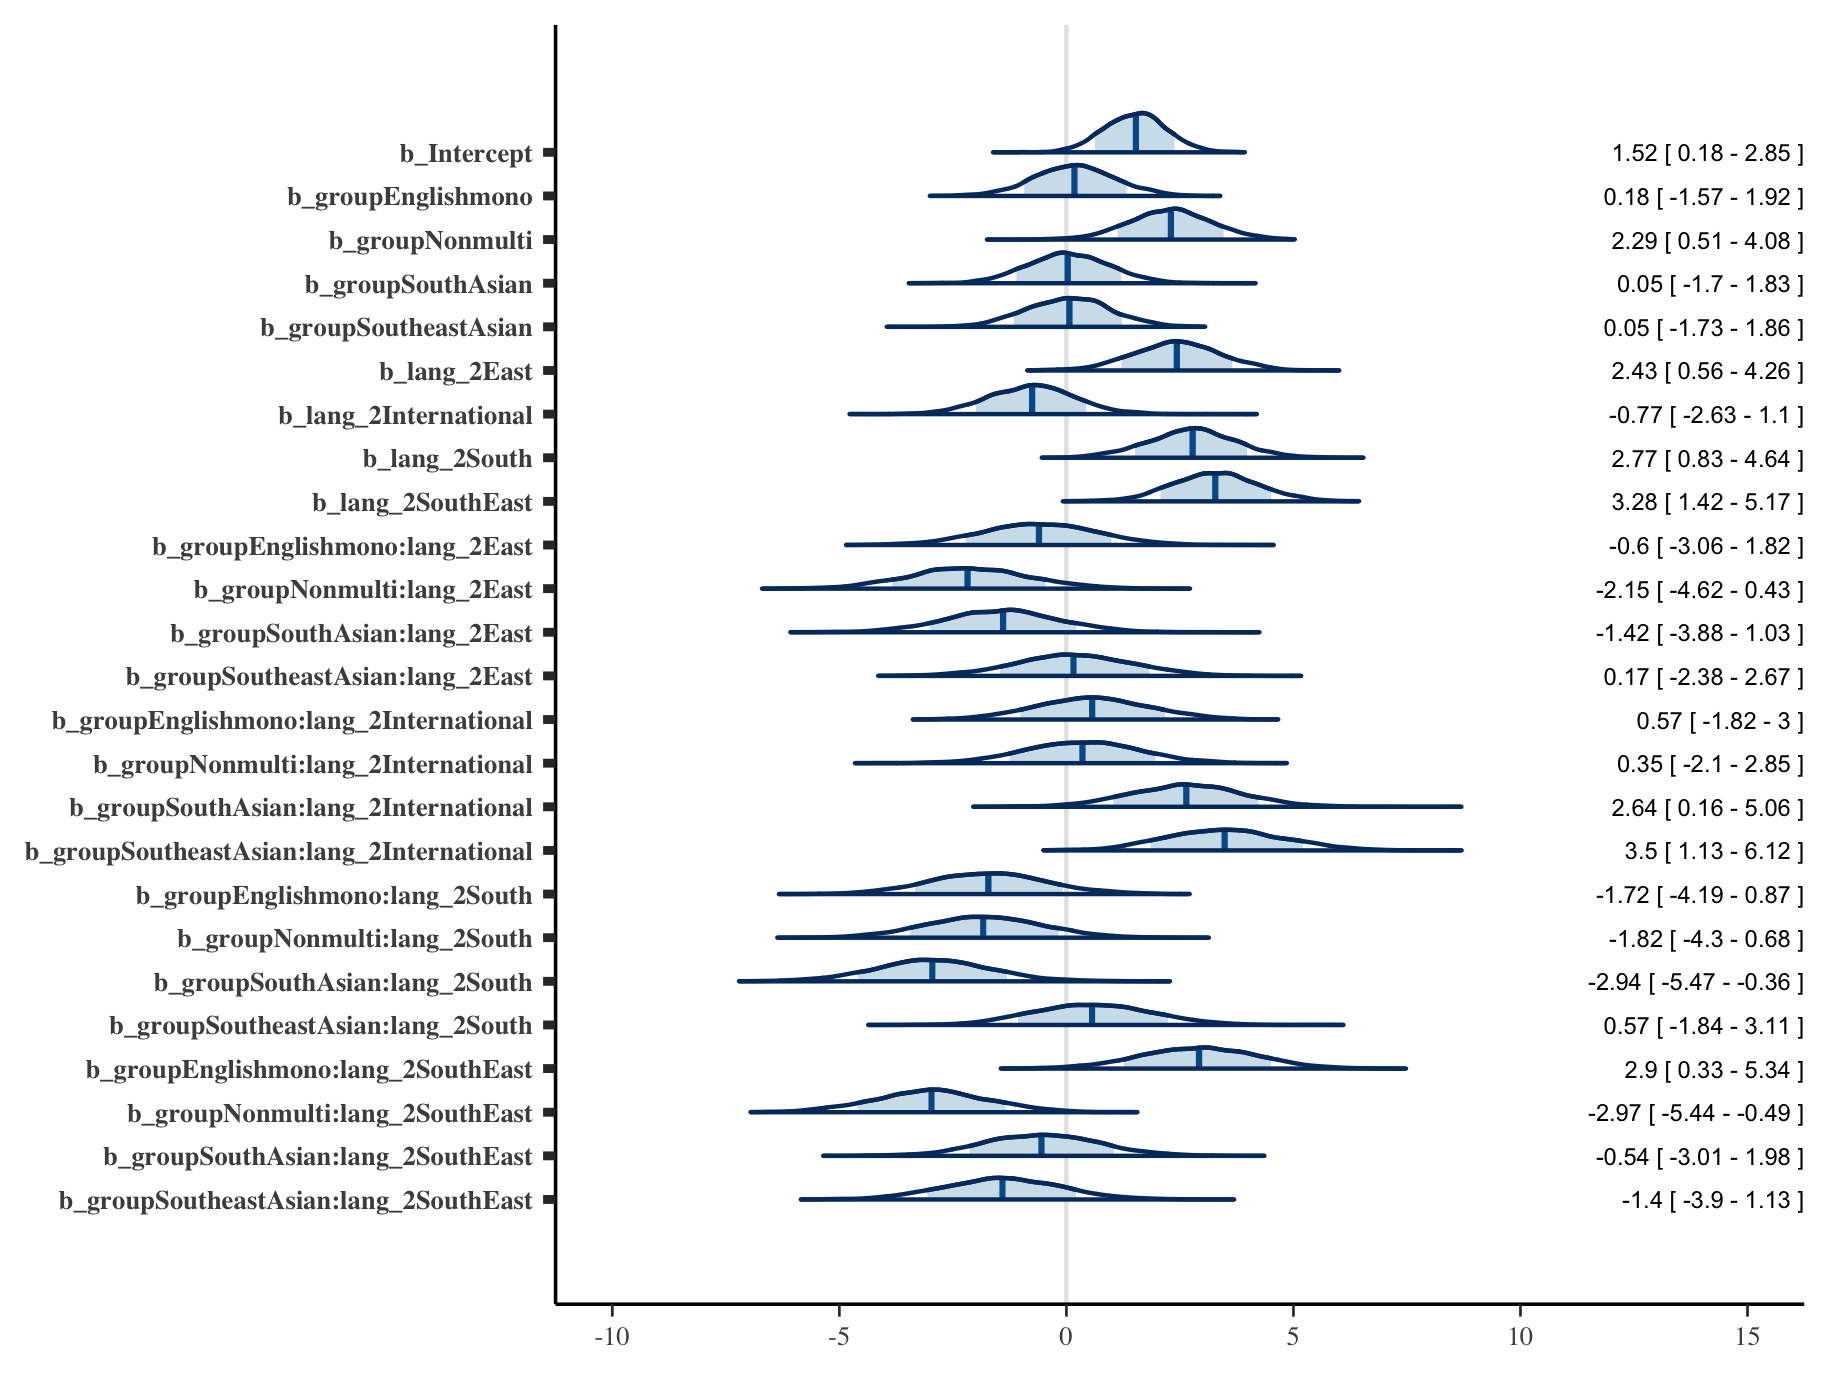 b_Intercept 1.52 [ 0.18 - 2.85 ]
b_groupEnglishmono 0.18 [ -1.57 - 1.92 ]
b_groupNonmulti 2.29 [ 0.51 - 4.08 ]
b_groupSouthAsian 0.05 [ -1.7 - 1.83 ]
b_groupSoutheastAsian 0.05 [ -1.73 - 1.86 ]
b_lang_2East 2.43 [ 0.56 - 4.26 ]
b_lang_2International -0.77 [ -2.63 - 1.1 ]
b_lang_2South 2.77 [ 0.83 - 4.64 ]
b_lang_2SouthEast 3.28 [ 1.42 - 5.17 ]
b_groupEnglishmono:lang_2East -0.6 [ -3.06 - 1.82 ]
b_groupNonmulti:lang_2East -2.15 [ -4.62 - 0.43 ]
b_groupSouthAsian:lang_2East -1.42 [ -3.88 - 1.03 ]
b_groupSoutheastAsian:lang_2East 0.17 [ -2.38 - 2.67 ]
b_groupEnglishmono:lang_2International 0.57 [ -1.82 - 3 ]
b_groupNonmulti:lang_2International 0.35 [ -2.1 - 2.85 ]
b_groupSouthAsian:lang_2International 2.64 [ 0.16 - 5.06 ]
b_groupSoutheastAsian:lang_2International 3.5 [ 1.13 - 6.12 ]
b_groupEnglishmono:lang_2South -1.72 [ -4.19 - 0.87 ]
b_groupNonmulti:lang_2South -1.82 [ -4.3 - 0.68 ]
b_groupSouthAsian:lang_2South -2.94 [ -5.47 - -0.36 ]
b_groupSoutheastAsian:lang_2South 0.57 [ -1.84 - 3.11 ]
b_groupEnglishmono:lang_2SouthEast 2.9 [ 0.33 - 5.34 ]
b_groupNonmulti:lang_2SouthEast -2.97 [ -5.44 - -0.49 ]
b_groupSouthAsian:lang_2SouthEast -0.54 [ -3.01 - 1.98 ]
b_groupSoutheastAsian:lang_2SouthEast -1.4 [ -3.9 - 1.13 ]
-10 -5 0 5 10 15